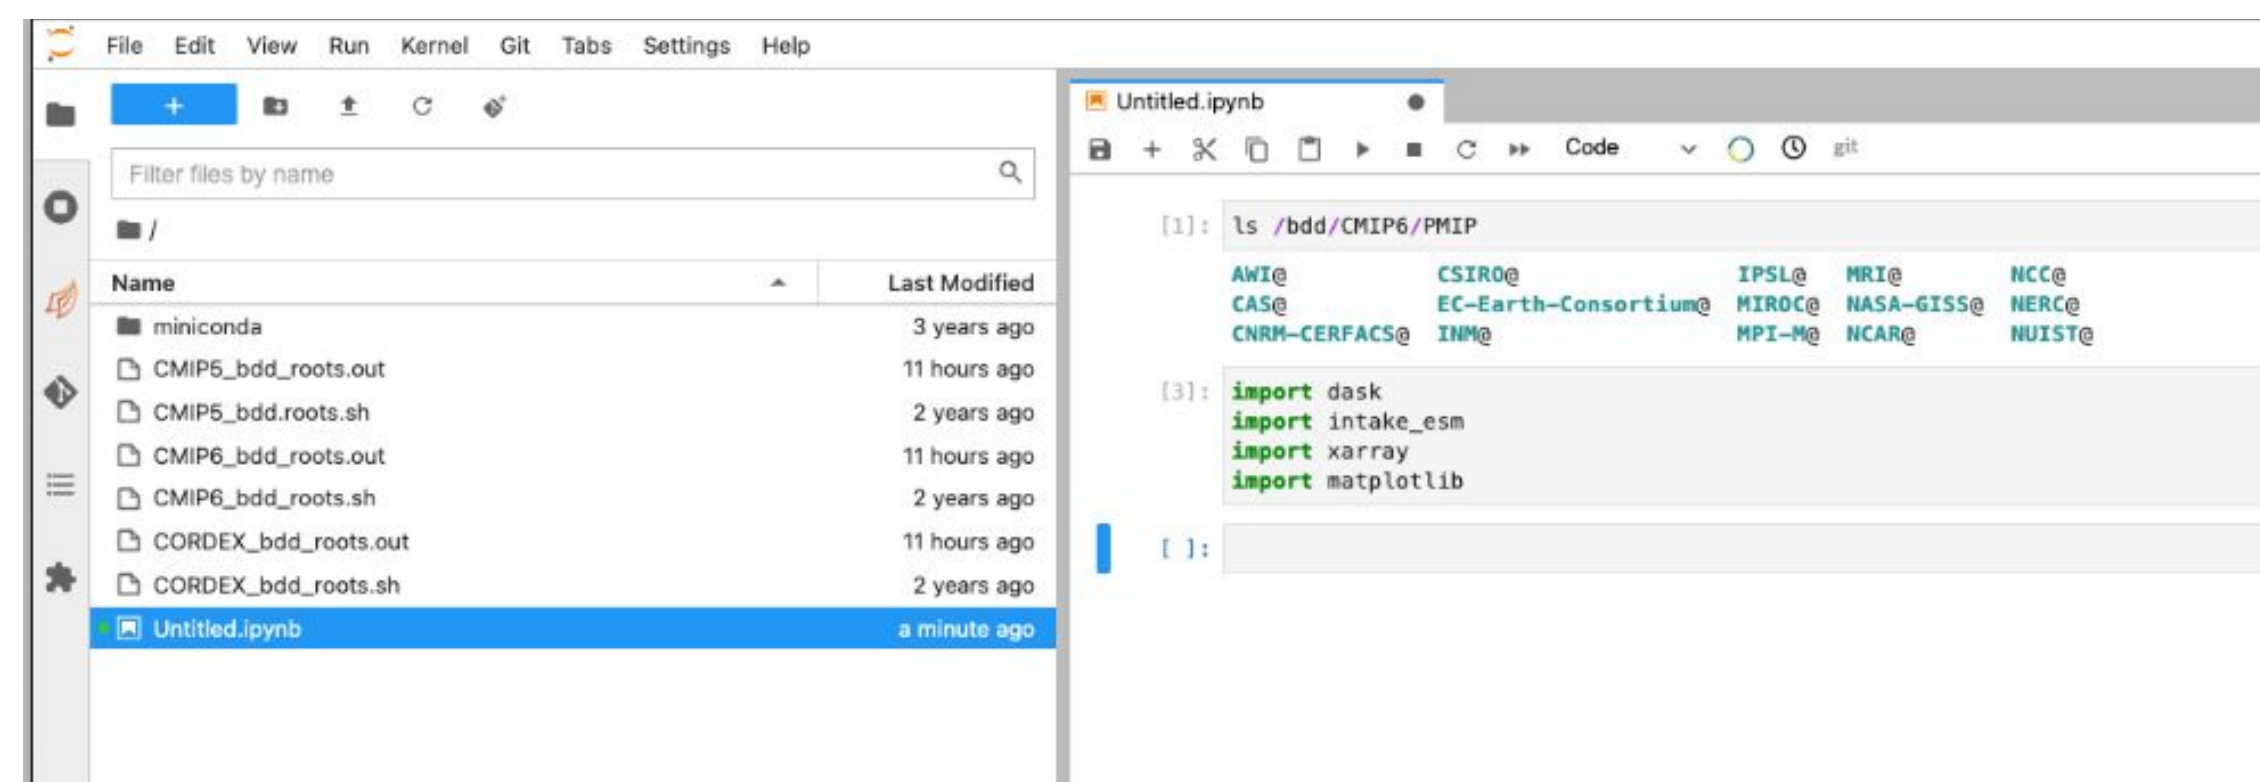 File Edit View Run Kernel Git Tabs Settings Help
+
Filter files by name
/
Name Last Modified
miniconda 3 years ago
CMIP5_bdd_roots.out 11 hours ago
CMIP5_bdd.roots.sh 2 years ago
CMIP6_bdd_roots.out 11 hours ago
CMIP6_bdd_roots.sh 2 years ago
CORDEX_bdd_roots.out 11 hours ago
CORDEX_bdd_roots.sh 2 years ago
Untitled.ipynb a minute ago
Untitled.ipynb
Code git
[1]: ls /bdd/CMIP6/PMIP
AWI@ CSIRO@ IPSL@ MRI@ NCC@
CAS@ EC-Earth-Consortium@ MIROC@ NASA-GISS@ NERC@
CNRM-CERFACS@ INM@ MPI-M@ NCAR@ NUIST@
[3]: import dask
import intake_esm
import xarray
import matplotlib
[ ]: